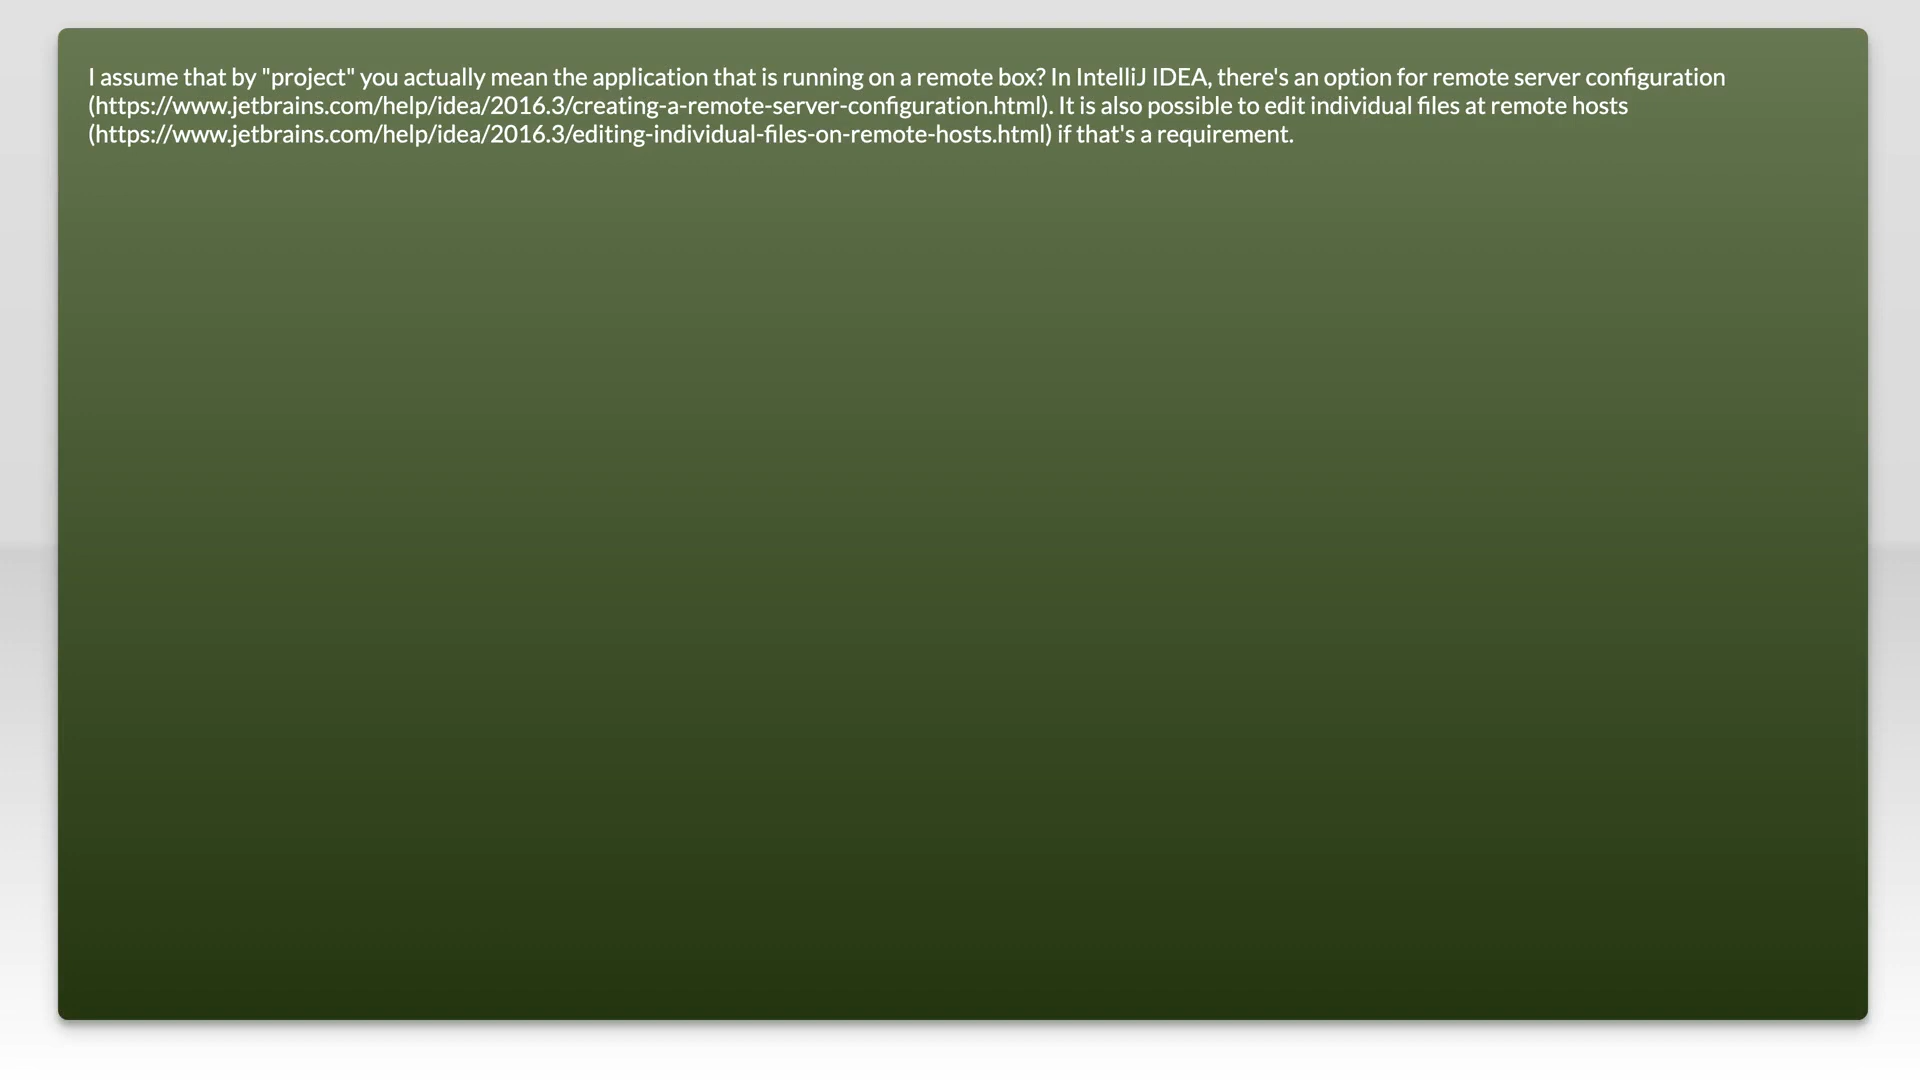 I assume that by "project" you actually mean the application that is running on a remote box? In IntelliJ IDEA, there's an option for remote server configuration
(https://www.jetbrains.com/help/idea/2016.3/creating-a-remote-server-configuration.html). It is also possible to edit individual files at remote hosts
(https://www.jetbrains.com/help/idea/2016.3/editing-individual-files-on-remote-hosts.html) if that's a requirement.